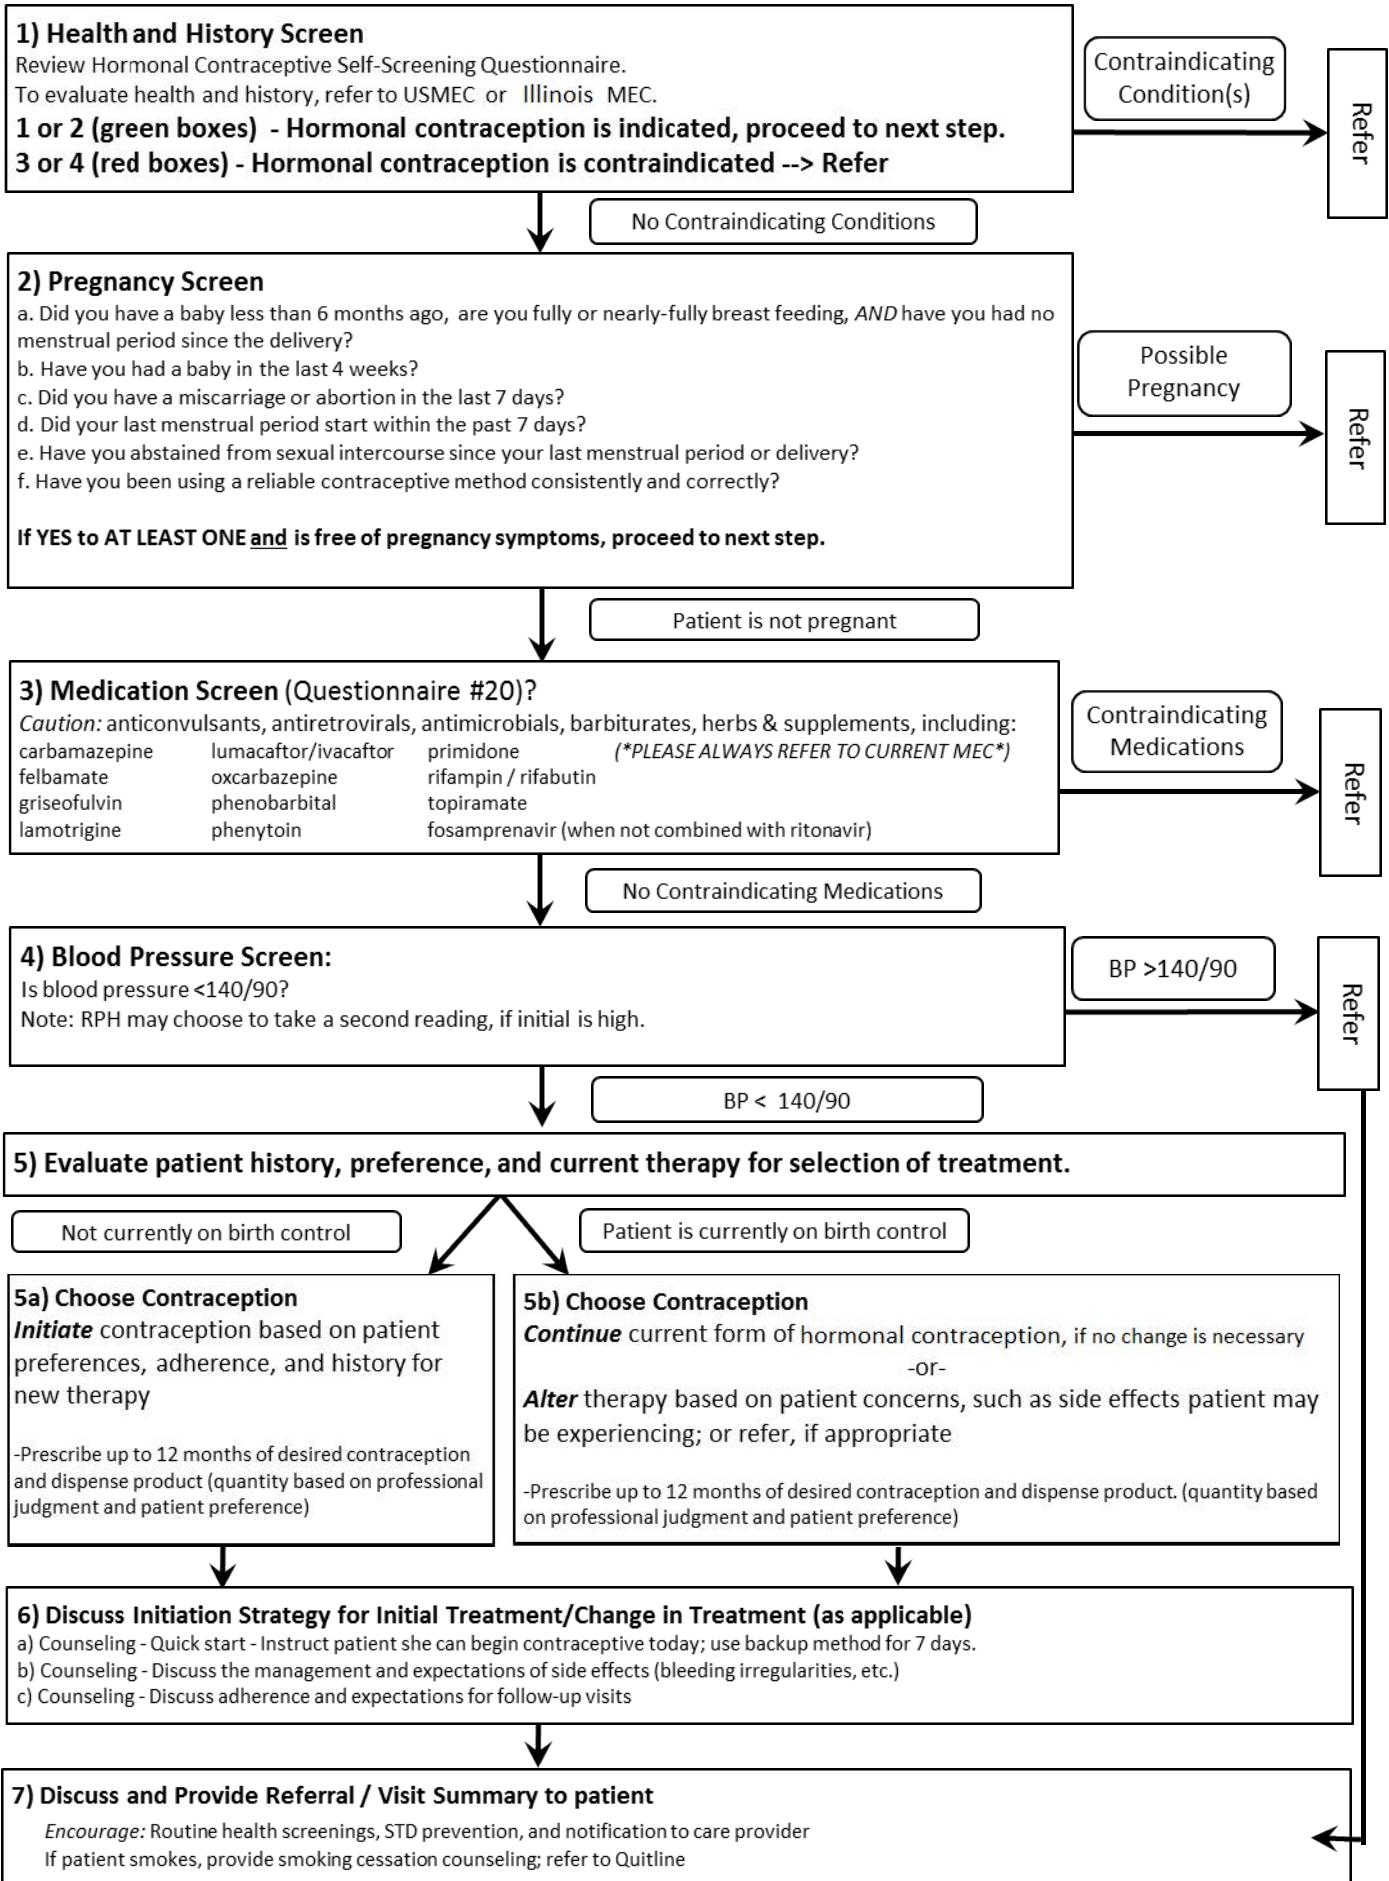 1) Health and History Screen
Review Hormonal Contraceptive Self-Screening Questionnaire.
To evaluate health and history, refer to USMEC or Illinois MEC.
1 or 2 (green boxes) - Hormonal contraception is indicated, proceed to next step.
3 or 4 (red boxes) - Hormonal contraception is contraindicated --> Refer
Contraindicating
Condition(s)
Refer
No Contraindicating Conditions
2) Pregnancy Screen
a. Did you have a baby less than 6 months ago, are you fully or nearly-fully breast feeding, AND have you had no
menstrual period since the delivery?
b. Have you had a baby in the last 4 weeks?
c. Did you have a miscarriage or abortion in the last 7 days?
d. Did your last menstrual period start within the past 7 days?
e. Have you abstained from sexual intercourse since your last menstrual period or delivery?
f. Have you been using a reliable contraceptive method consistently and correctly?
If YES to AT LEAST ONE and is free of pregnancy symptoms, proceed to next step.
Possible
Pregnancy
Refer
Patient is not pregnant
3) Medication Screen (Questionnaire #20)?
Caution: anticonvulsants, antiretrovirals, antimicrobials, barbiturates, herbs & supplements, including:
carbamazepine lumacaftor/ivacaftor primidone (*PLEASE ALWAYS REFER TO CURRENT MEC*)
felbamate oxcarbazepine rifampin / rifabutin
griseofulvin phenobarbital topiramate
lamotrigine phenytoin fosamprenavir (when not combined with ritonavir)
Contraindicating
Medications
Refer
No Contraindicating Medications
4) Blood Pressure Screen:
Is blood pressure <140/90?
Note: RPH may choose to take a second reading, if initial is high.
BP >140/90
Refer
BP < 140/90
5) Evaluate patient history, preference, and current therapy for selection of treatment.
Not currently on birth control
Patient is currently on birth control
5a) Choose Contraception
Initiate contraception based on patient
preferences, adherence, and history for
new therapy
-Prescribe up to 12 months of desired contraception
and dispense product (quantity based on professional
judgment and patient preference)
5b) Choose Contraception
Continue current form of hormonal contraception, if no change is necessary
-or-
Alter therapy based on patient concerns, such as side effects patient may
be experiencing; or refer, if appropriate
-Prescribe up to 12 months of desired contraception and dispense product. (quantity based
on professional judgment and patient preference)
6) Discuss Initiation Strategy for Initial Treatment/Change in Treatment (as applicable)
a) Counseling - Quick start - Instruct patient she can begin contraceptive today; use backup method for 7 days.
b) Counseling - Discuss the management and expectations of side effects (bleeding irregularities, etc.)
c) Counseling - Discuss adherence and expectations for follow-up visits
7) Discuss and Provide Referral / Visit Summary to patient
Encourage: Routine health screenings, STD prevention, and notification to care provider
If patient smokes, provide smoking cessation counseling; refer to Quitline